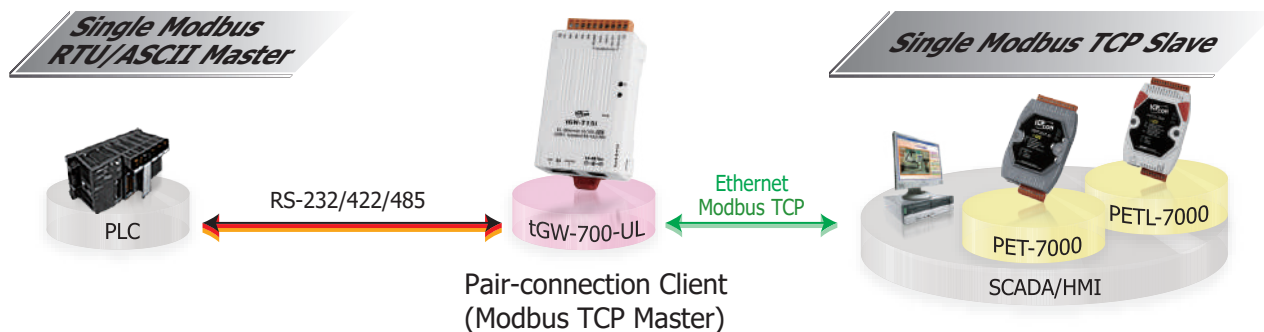 Single Modbus
RTU/ASCII Master
Single Modbus TCP Slave
tGW-715i
RS-232/422/485
Ethernet
Modbus TCP
PLC
tGW-700-UL
PETL-7000
PET-7000
SCADA/HMI
Pair-connection Client
(Modbus TCP Master)